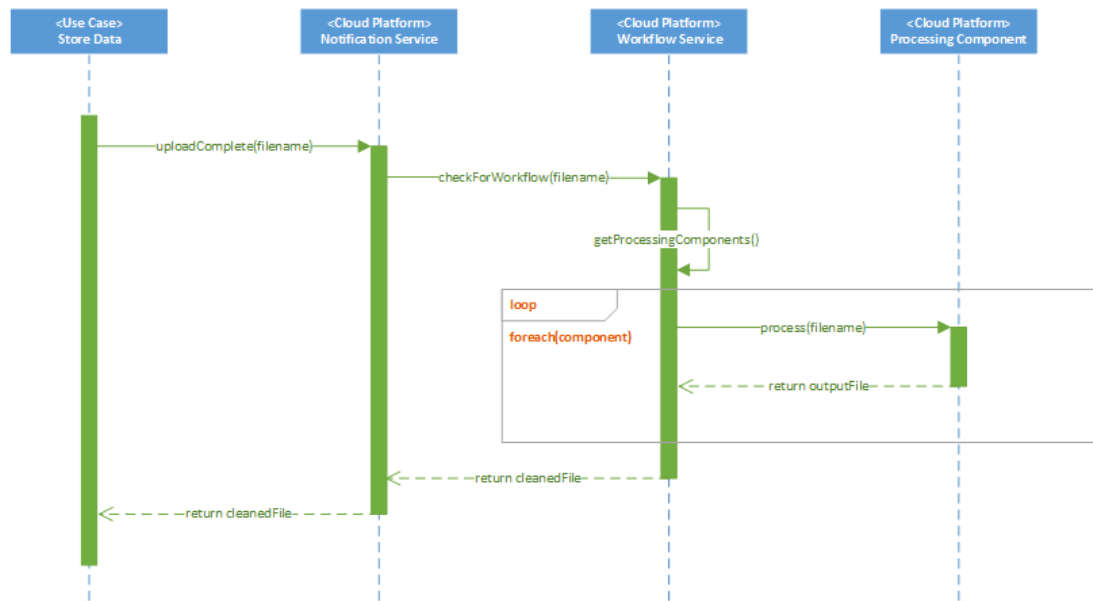 <Use Case>
Store Data
<Cloud Platform>
Notification Service
<Cloud Platform>
Workflow Service
<Cloud Platform>
Processing Component
uploadComplete(filename)
checkForWorkflow(filename)
getProcessingComponents()
loop
foreach(component)
process(filename)
return outputFile
return cleanedFile
return cleanedFile